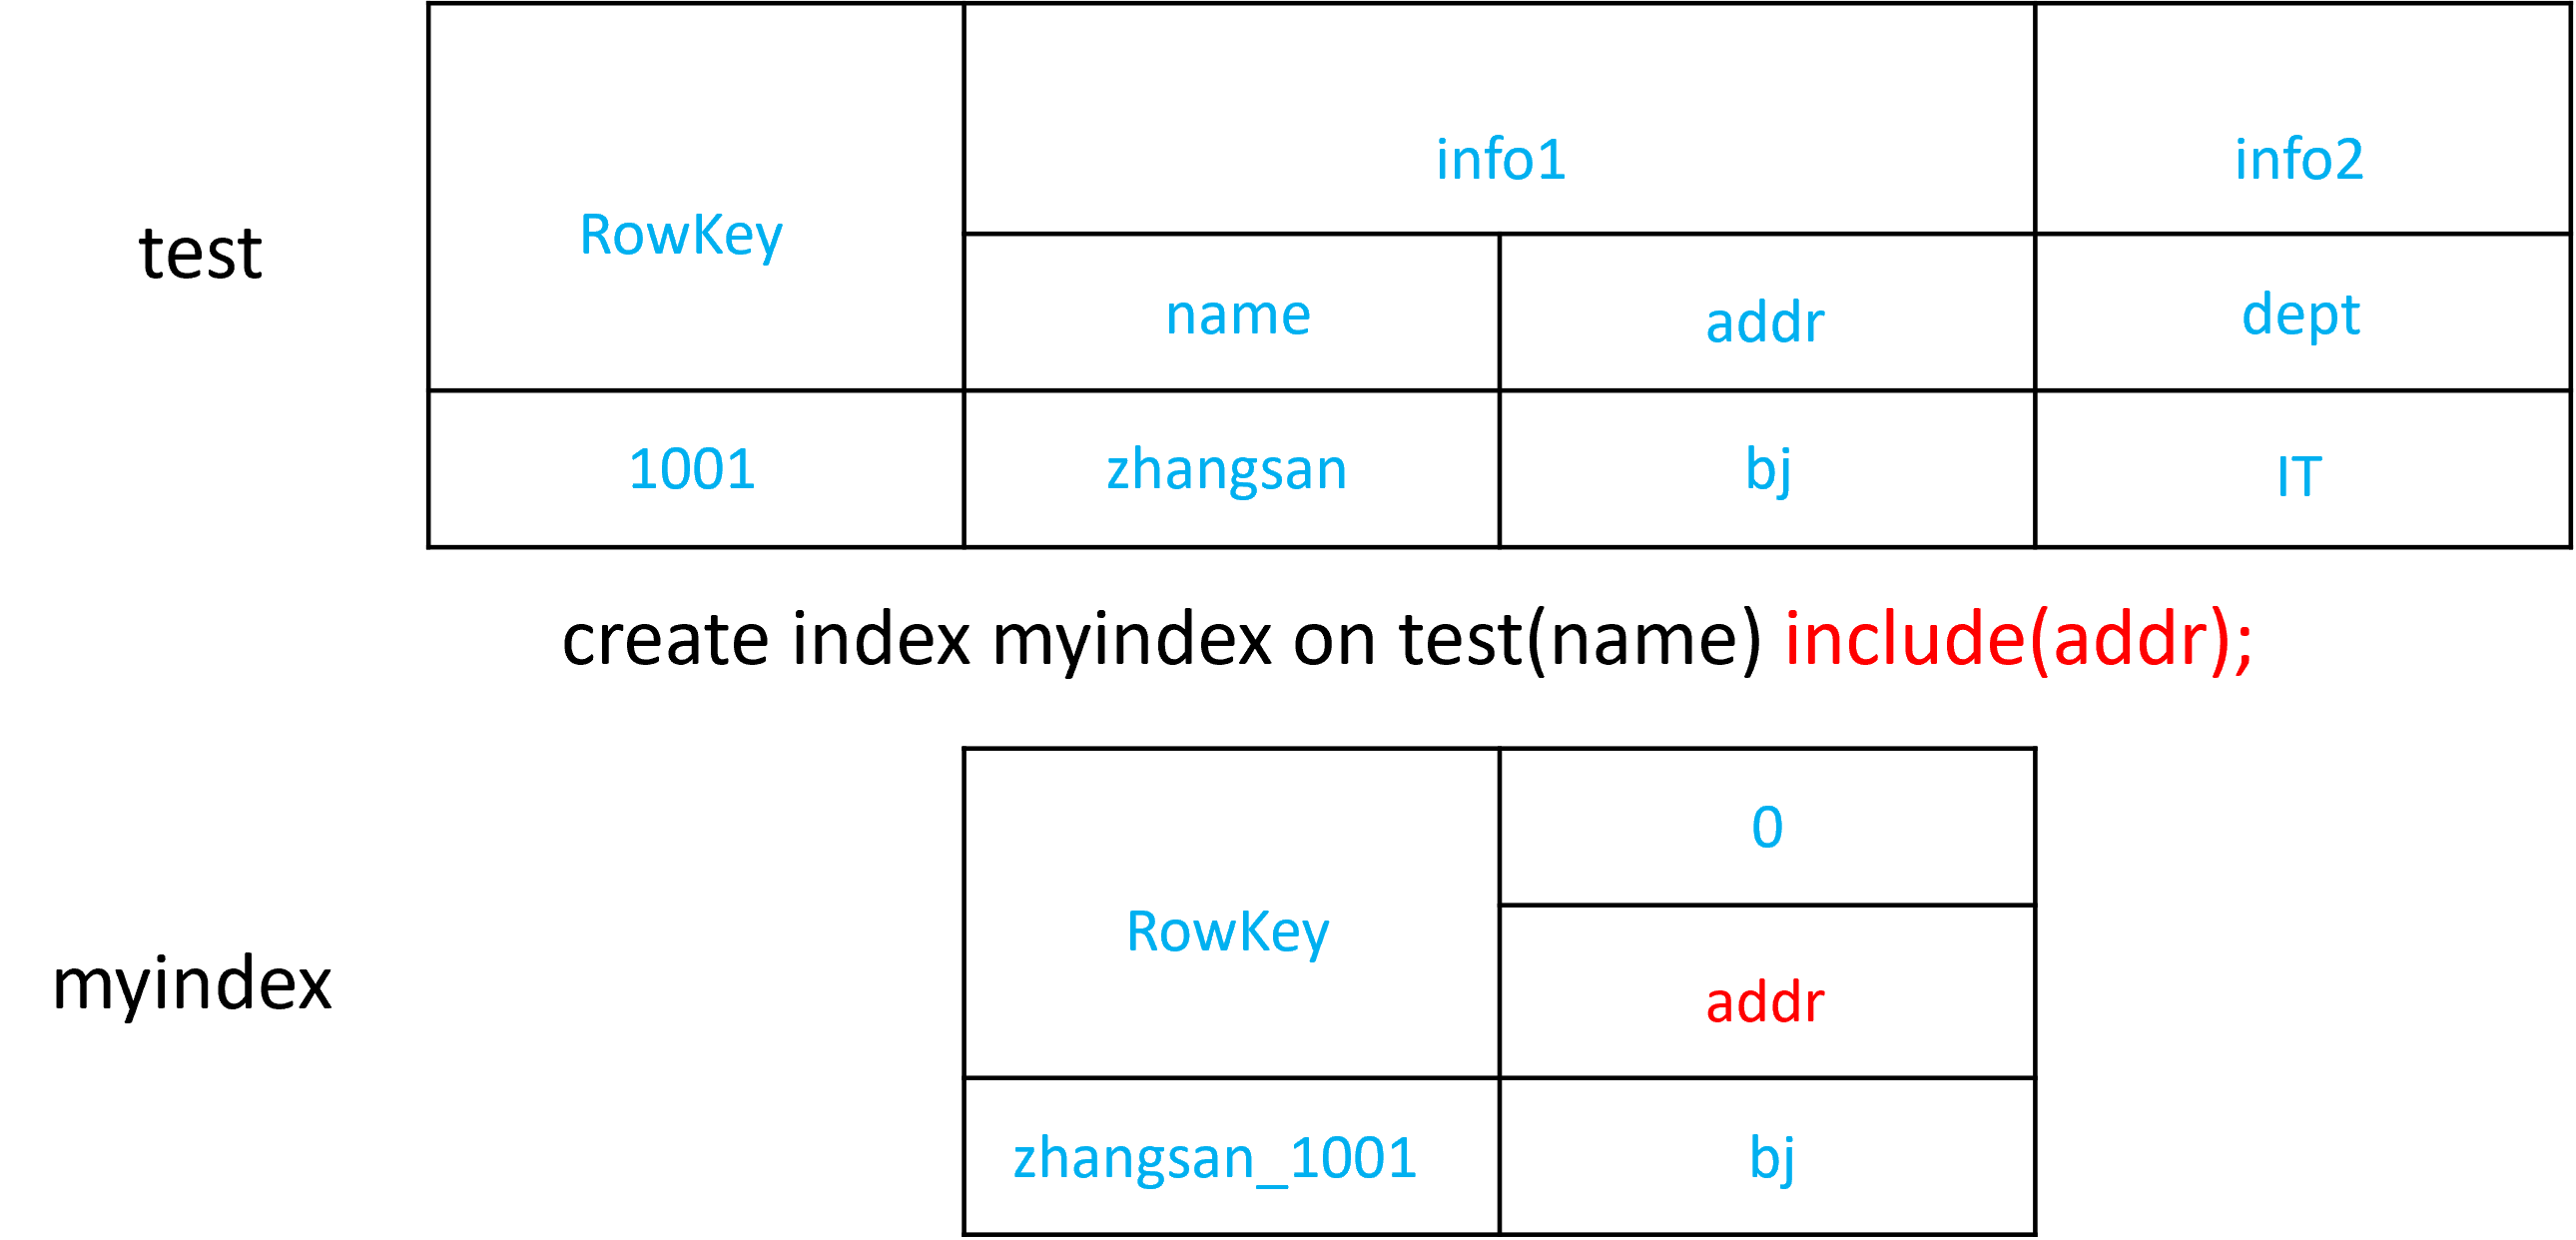 info1
info2
RowKey
test
name
addr
dept
1001
zhangsan
bj
IT
create index myindex on test(name) include(addr);
0
RowKey
myindex
addr
zhangsan_1001
bj